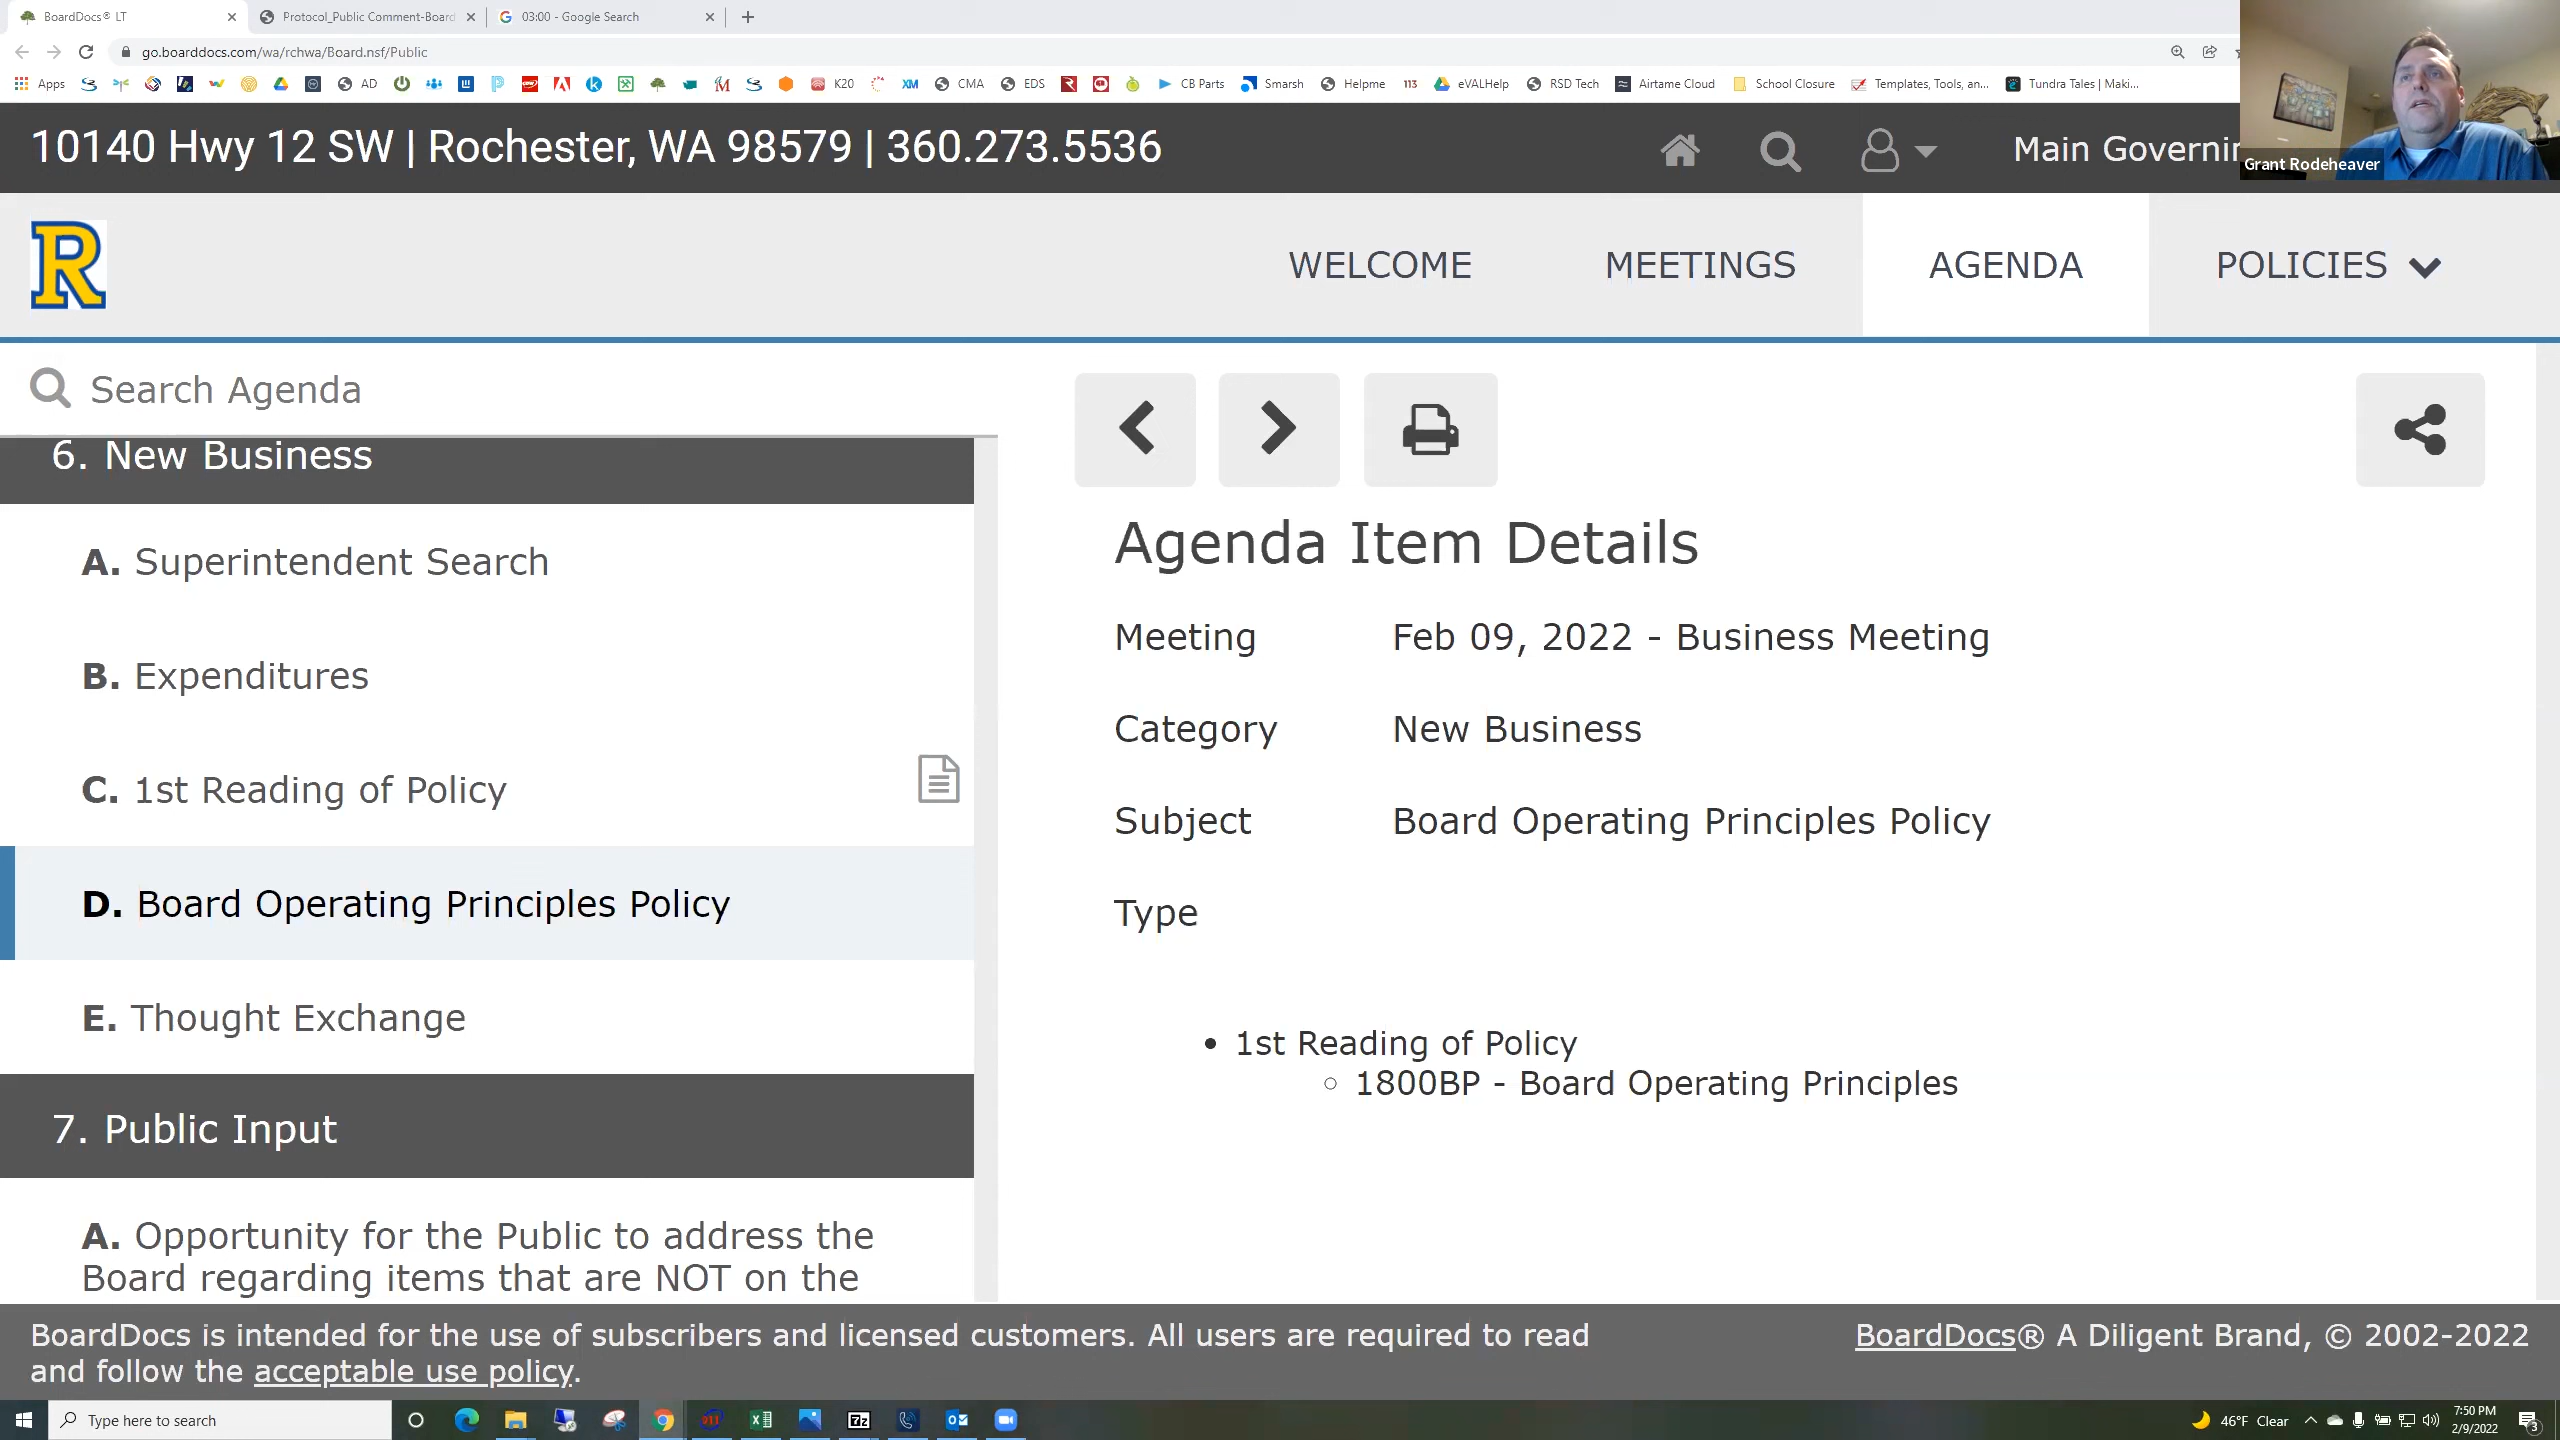 BoardDocs® LT
Protocol_Public Comment-Board
03:00 - Google Search
go.boarddocs.com/wa/rchwa/Board.nsf/Public
Apps
AD
K20
XM
CMA
EDS
CB Parts
Smarsh
Helpme
113
eVALHelp
RSD Tech
Airtame Cloud
School Closure
Templates, Tools, an...
Tundra Tales | Maki...
10140 Hwy 12 SW | Rochester, WA 98579 | 360.273.5536
Main Governin
Grant Rodeheaver
R
WELCOME
MEETINGS
AGENDA
POLICIES
Search Agenda
6. New Business
A. Superintendent Search
B. Expenditures
C. 1st Reading of Policy
D. Board Operating Principles Policy
E. Thought Exchange
7. Public Input
A. Opportunity for the Public to address the
Board regarding items that are NOT on the
Agenda Item Details
Meeting Feb 09, 2022 - Business Meeting
Category New Business
Subject Board Operating Principles Policy
Type
• 1st Reading of Policy
○ 1800BP - Board Operating Principles
BoardDocs is intended for the use of subscribers and licensed customers. All users are required to read
and follow the acceptable use policy.
BoardDocs® A Diligent Brand, © 2002-2022
Type here to search
46°F Clear
7:50 PM
2/9/2022
3